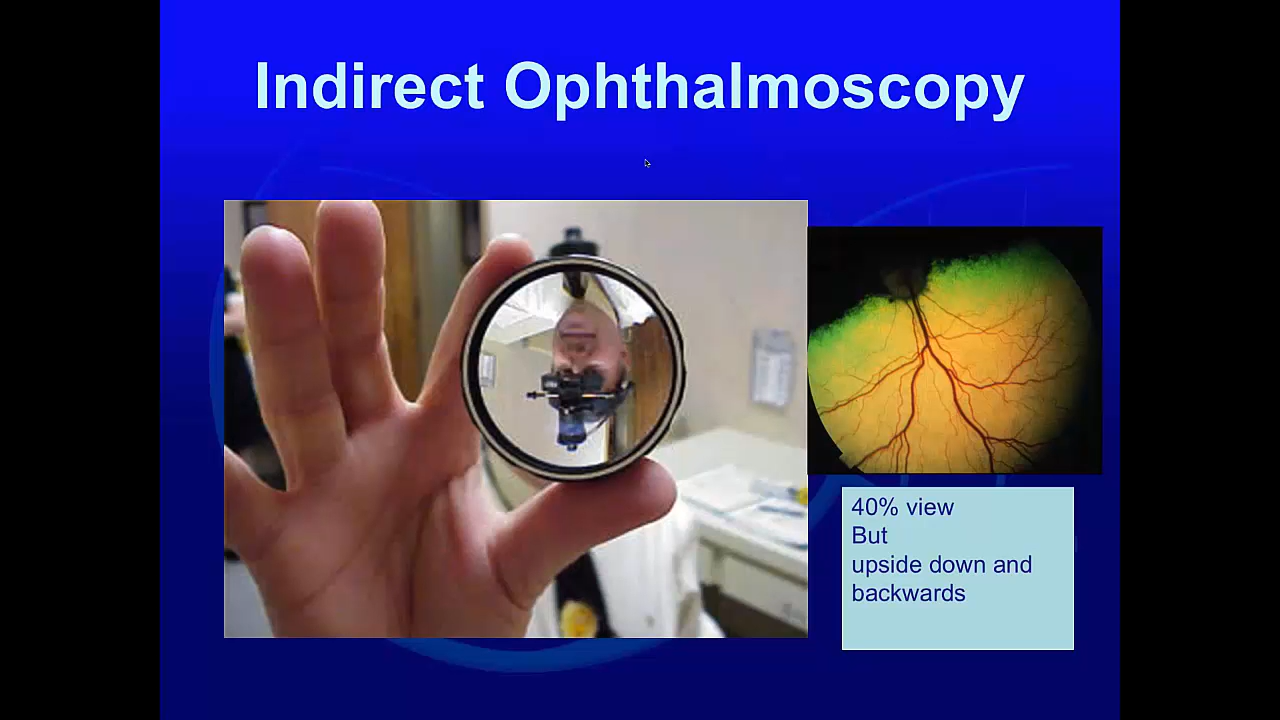 Indirect Ophthalmoscopy
40% view
But
upside down and
backwards